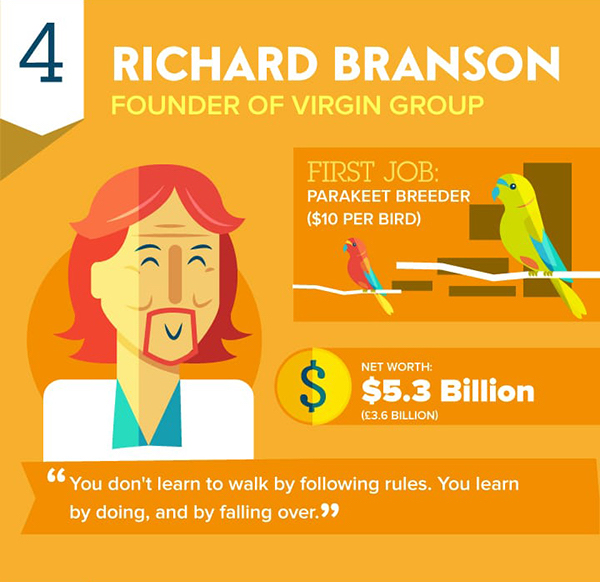 4
RICHARD BRANSON
FOUNDER OF VIRGIN GROUP
FIRST JOB:
PARAKEET BREEDER
($10 PER BIRD)
$
NET WORTH:
$5.3 Billion
(£3.6 BILLION)
“You don't learn to walk by following rules. You learn
by doing, and by falling over.”